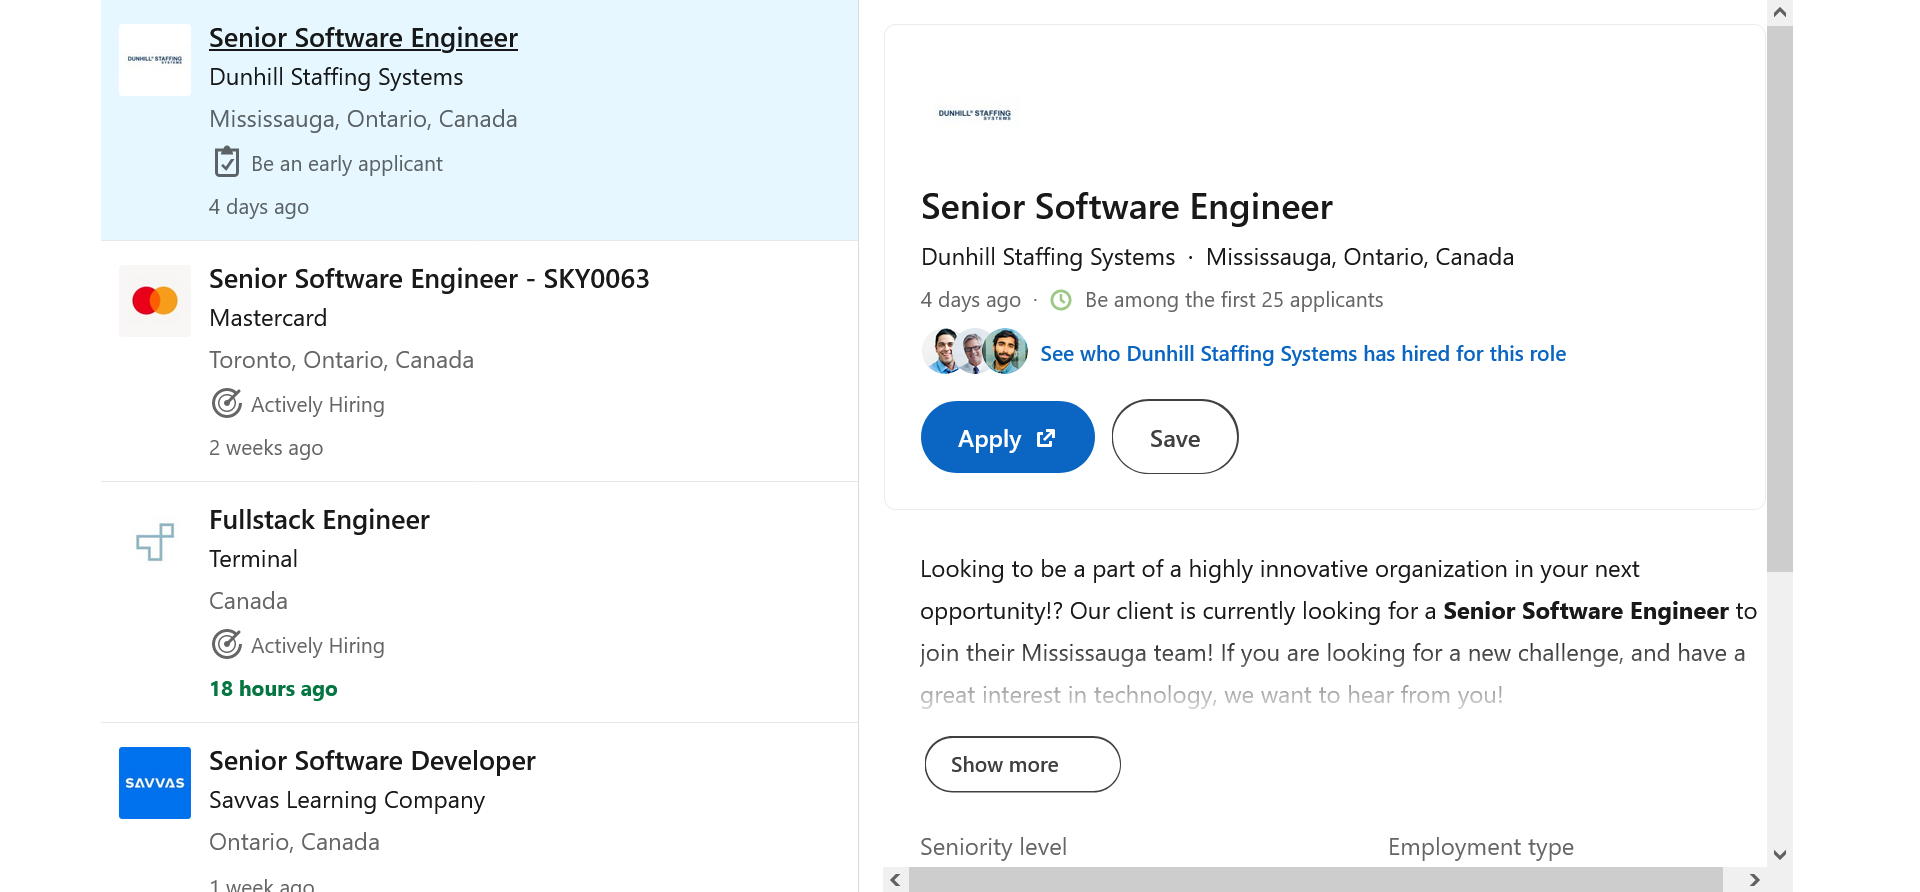 DUNHILL® STAFFING
SYSTEMS
Senior Software Engineer
Dunhill Staffing Systems
Mississauga, Ontario, Canada
Be an early applicant
4 days ago
Senior Software Engineer - SKY0063
Mastercard
Toronto, Ontario, Canada
Actively Hiring
2 weeks ago
Fullstack Engineer
Terminal
Canada
Actively Hiring
18 hours ago
SAVVAS
Senior Software Developer
Savvas Learning Company
Ontario, Canada
1 week ago
DUNHILL® STAFFING
SYSTEMS
Senior Software Engineer
Dunhill Staffing Systems · Mississauga, Ontario, Canada
4 days ago · Be among the first 25 applicants
See who Dunhill Staffing Systems has hired for this role
Apply
Save
Looking to be a part of a highly innovative organization in your next
opportunity!? Our client is currently looking for a Senior Software Engineer to
join their Mississauga team! If you are looking for a new challenge, and have a
great interest in technology, we want to hear from you!
Show more
Seniority level
Employment type